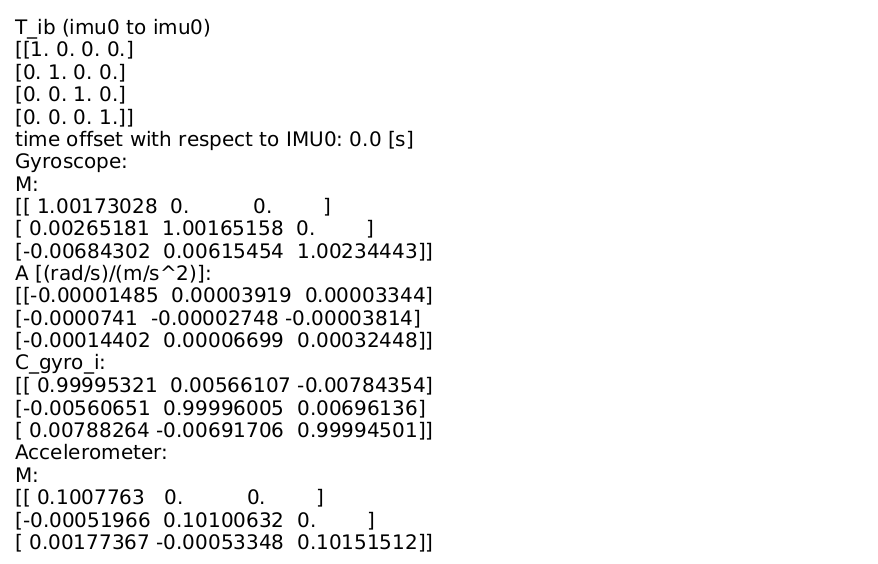 T_ib (imu0 to imu0)
[[1. 0. 0. 0.]
[0. 1. 0. 0.]
[0. 0. 1. 0.]
[0. 0. 0. 1.]]
time offset with respect to IMU0: 0.0 [s]
Gyroscope:
M:
[[ 1.00173028  0.          0.        ]
[ 0.00265181  1.00165158  0.        ]
[-0.00684302  0.00615454  1.00234443]]
A [(rad/s)/(m/s^2)]:
[[-0.00001485  0.00003919  0.00003344]
[-0.0000741  -0.00002748 -0.00003814]
[-0.00014402  0.00006699  0.00032448]]
C_gyro_i:
[[ 0.99995321  0.00566107 -0.00784354]
[-0.00560651  0.99996005  0.00696136]
[ 0.00788264 -0.00691706  0.99994501]]
Accelerometer:
M:
[[ 0.1007763   0.          0.        ]
[-0.00051966  0.10100632  0.        ]
[ 0.00177367 -0.00053348  0.10151512]]